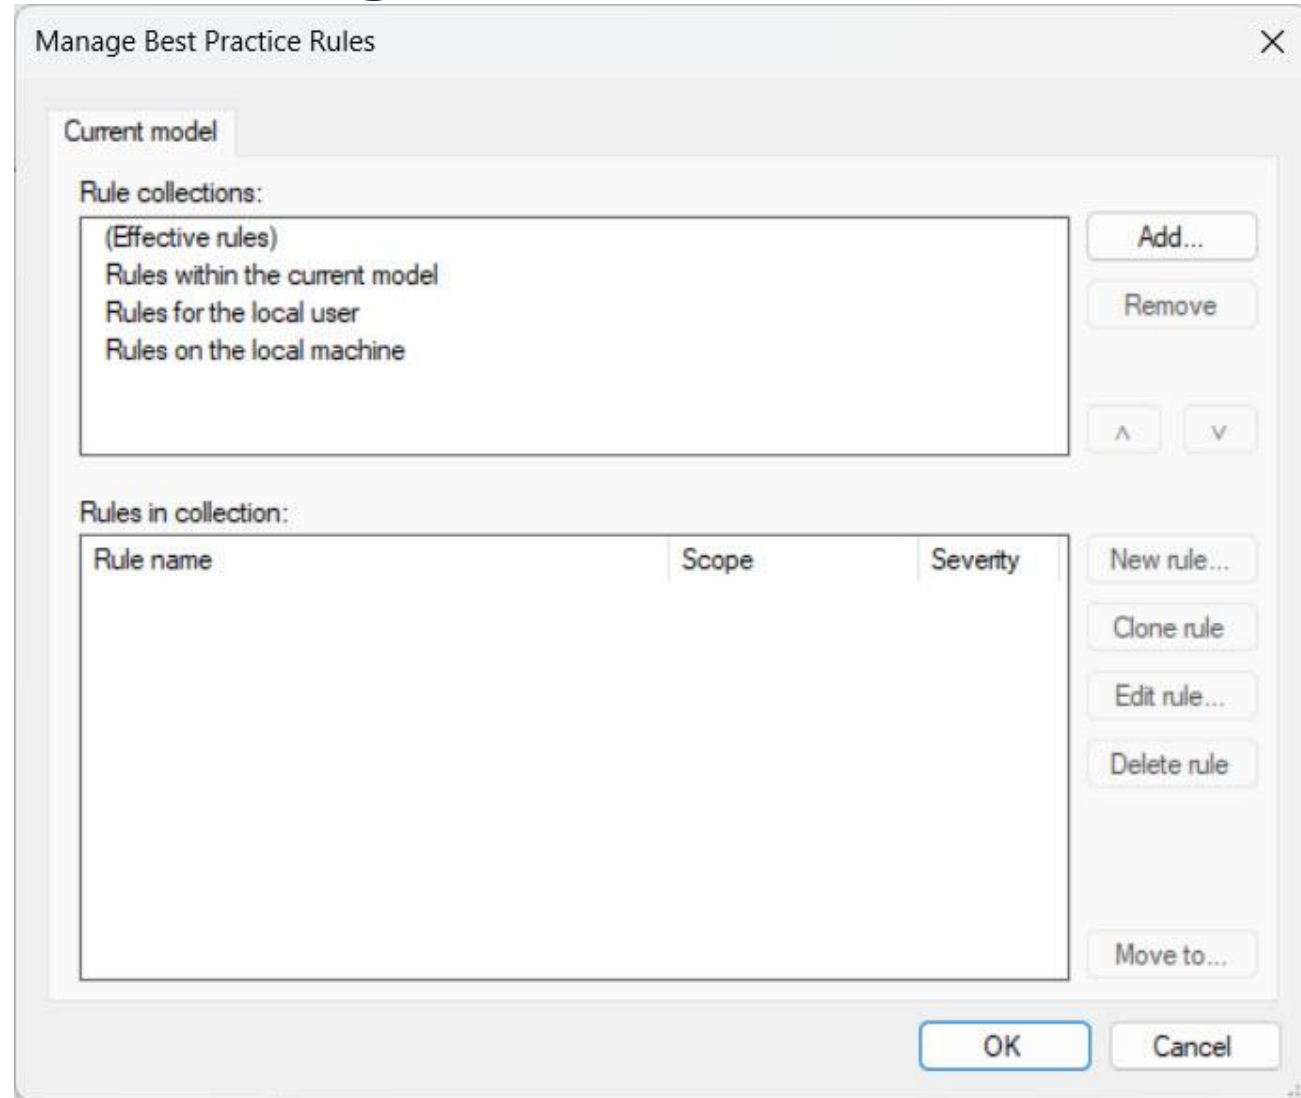 Manage Best Practice Rules
Current model
Rule collections:
(Effective rules)
Rules within the current model
Rules for the local user
Rules on the local machine
Add...
Remove
Rules in collection:
Rule name Scope Severity
New rule...
Clone rule
Edit rule...
Delete rule
Move to...
OK Cancel